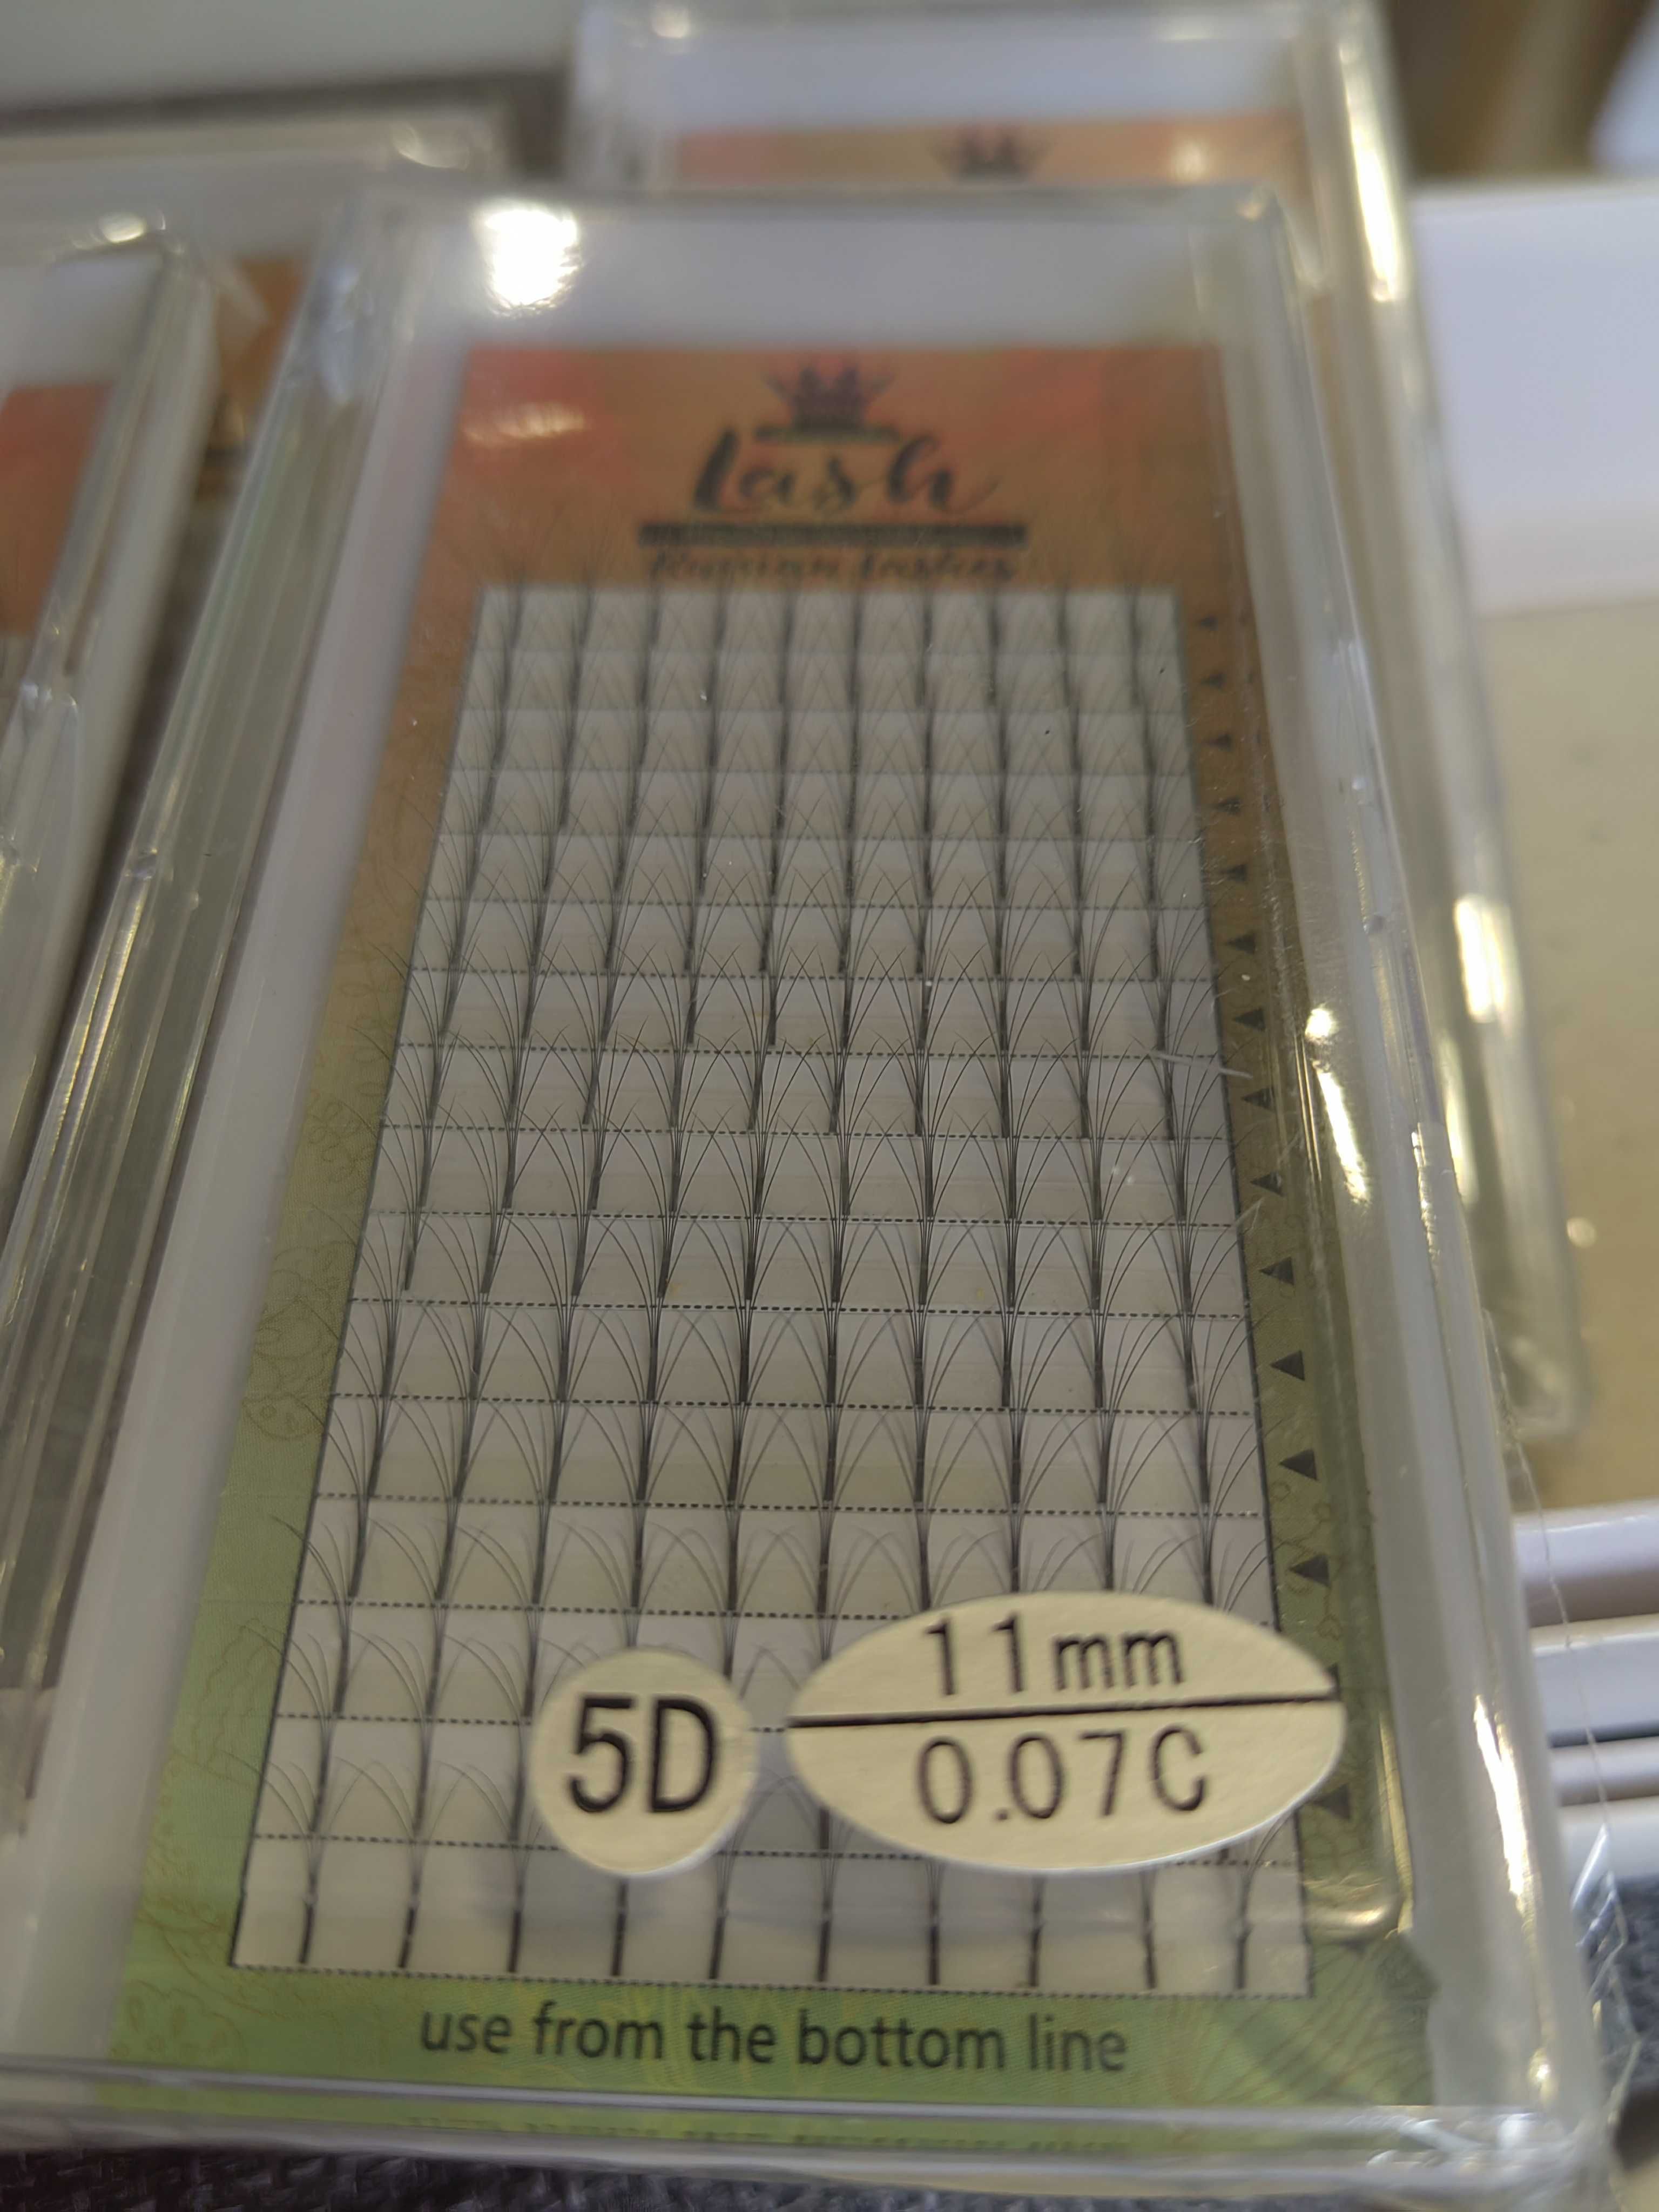 Lash
Russian Lashes
5D
11mm
0.07C
use from the bottom line